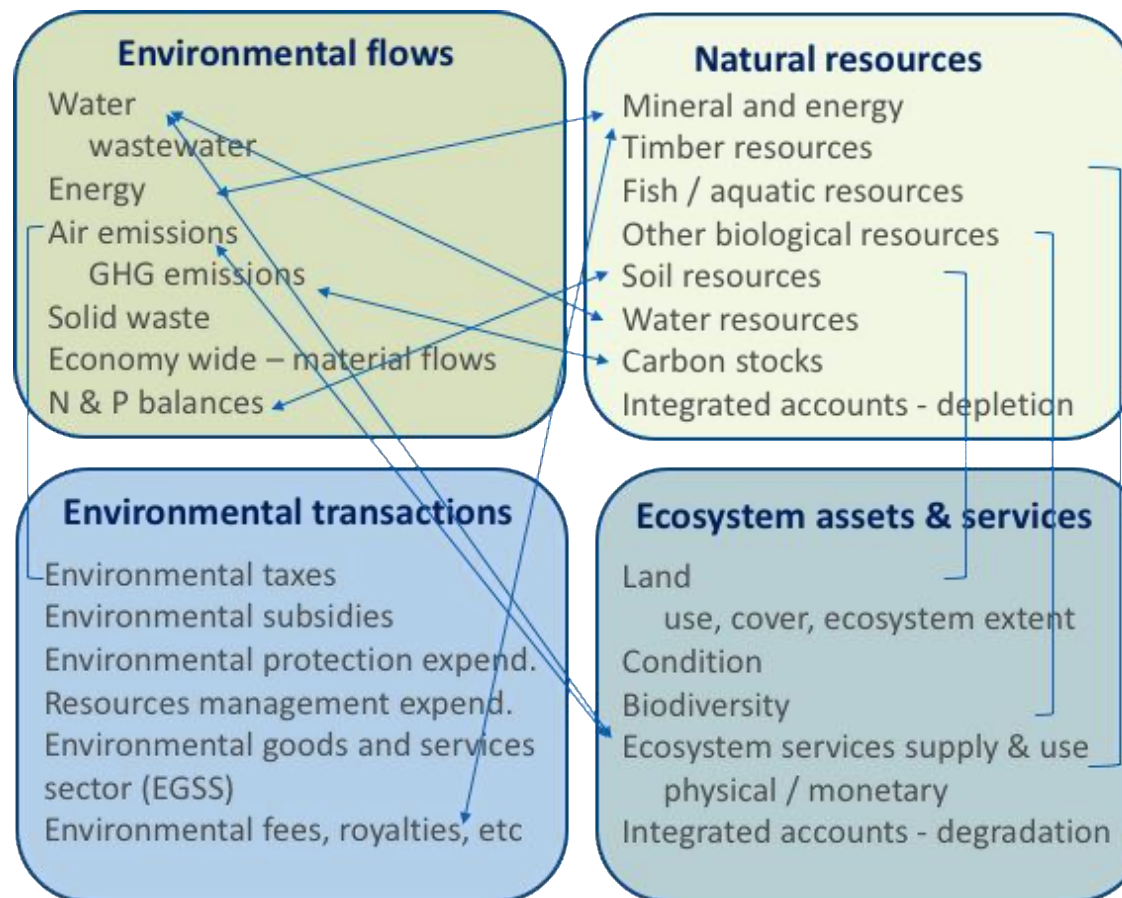 Environmental flows
Water
wastewater
Energy
Air emissions
GHG emissions
Solid waste
Economy wide – material flows
N & P balances
Natural resources
Mineral and energy
Timber resources
Fish / aquatic resources
Other biological resources
Soil resources
Water resources
Carbon stocks
Integrated accounts - depletion
Environmental transactions
Environmental taxes
Environmental subsidies
Environmental protection expend.
Resources management expend.
Environmental goods and services
sector (EGSS)
Environmental fees, royalties, etc
Ecosystem assets & services
Land
use, cover, ecosystem extent
Condition
Biodiversity
Ecosystem services supply & use
physical / monetary
Integrated accounts - degradation